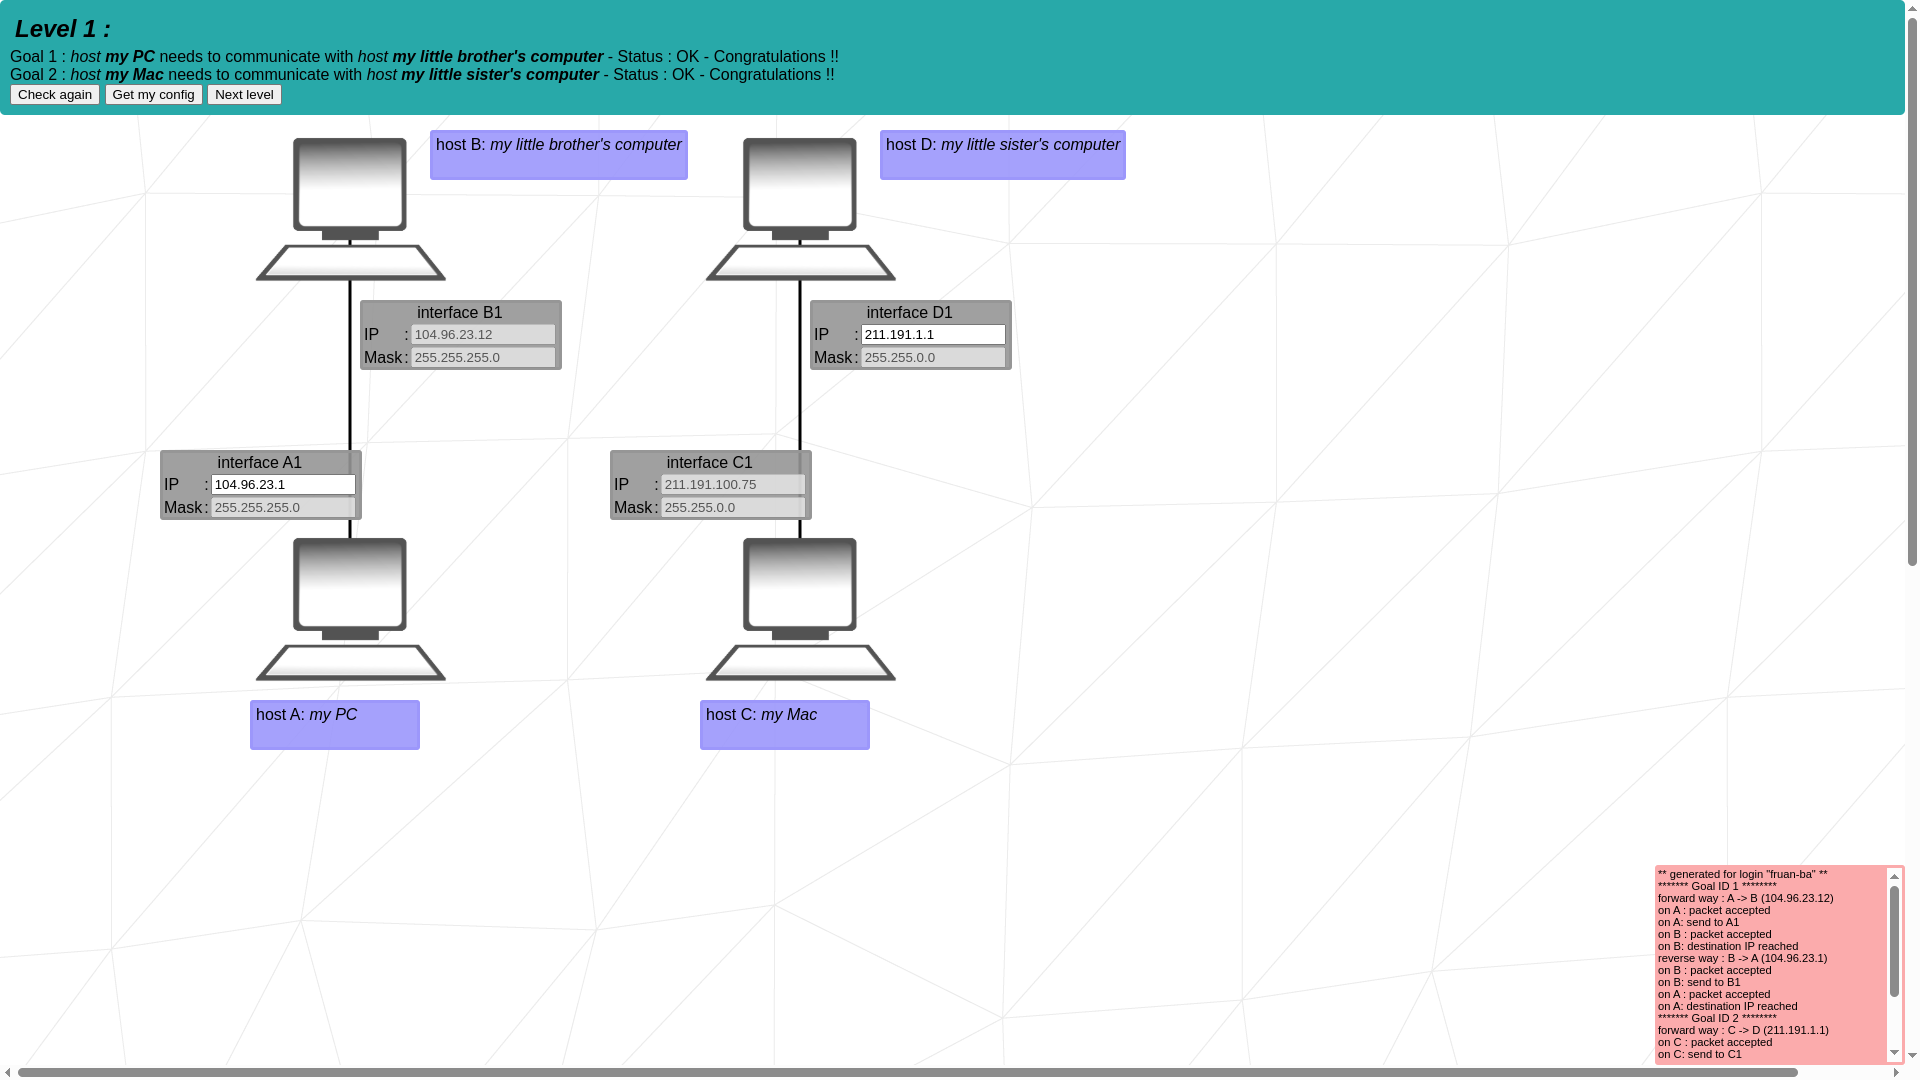 Level 1 :
Goal 1 : host my PC needs to communicate with host my little brother's computer - Status : OK - Congratulations !!
Goal 2 : host my Mac needs to communicate with host my little sister's computer - Status : OK - Congratulations !!
Check again Get my config Next level
host B: my little brother's computer
host D: my little sister's computer
interface B1
IP : 104.96.23.12
Mask : 255.255.255.0
interface D1
IP : 211.191.1.1
Mask : 255.255.0.0
interface A1
IP : 104.96.23.1
Mask : 255.255.255.0
interface C1
IP : 211.191.100.75
Mask : 255.255.0.0
host A: my PC
host C: my Mac
** generated for login "fruan-ba" **
******* Goal ID 1 ********
forward way : A -> B (104.96.23.12)
on A : packet accepted
on A: send to A1
on B : packet accepted
on B: destination IP reached
reverse way : B -> A (104.96.23.1)
on B : packet accepted
on B: send to B1
on A : packet accepted
on A: destination IP reached
******* Goal ID 2 ********
forward way : C -> D (211.191.1.1)
on C : packet accepted
on C: send to C1